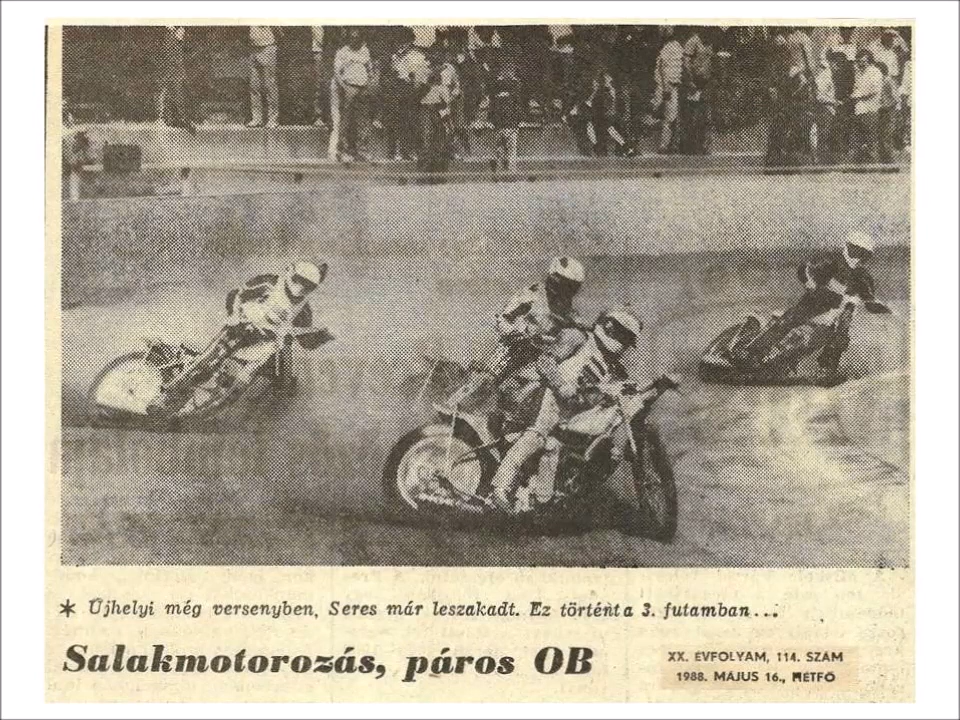 * Újhelyi még versenyben, Seres már leszakadt. Ez történt a 3. futamban...
Salakmotorozás, páros OB
XX. ÉVFOLYAM, 114. SZÁM
1988. MÁJUS 16., HÉTFŐ